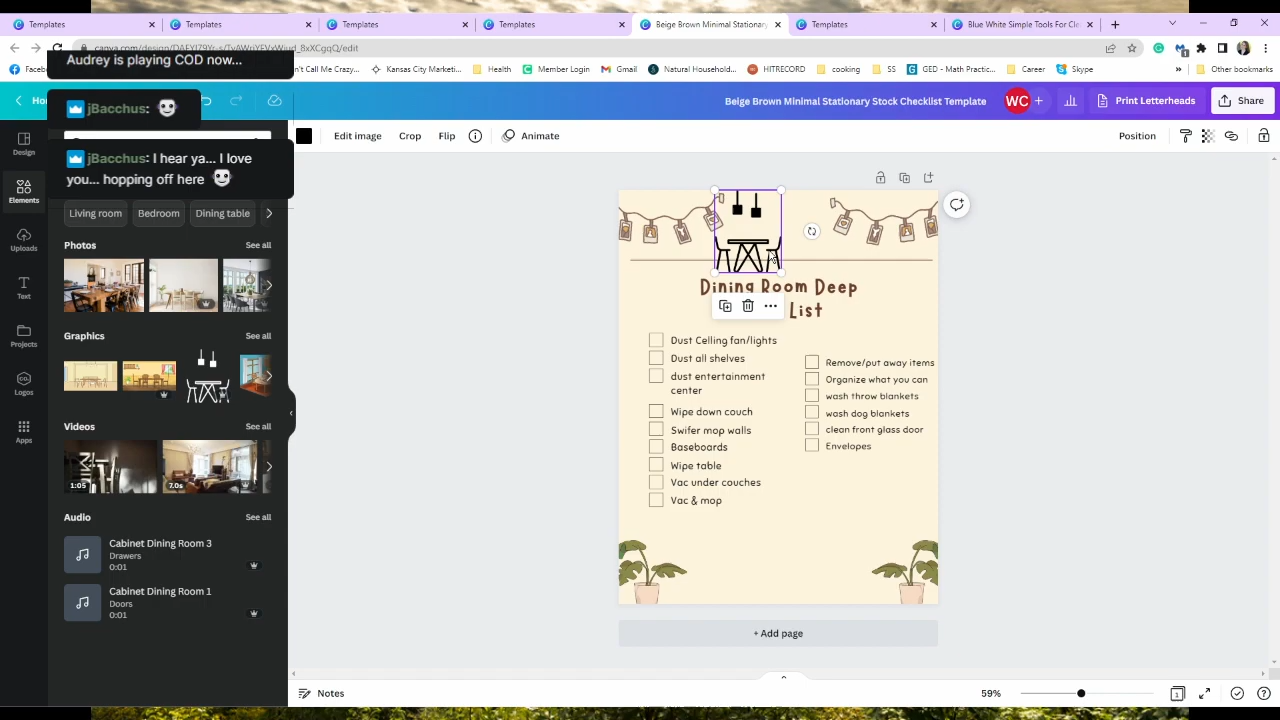 Templates
Templates
Templates
Templates
Beige Brown Minimal Stationary
Templates
Blue White Simple Tools For Cle
Audrey is playing COD now...
jBacchus:
jBacchus: I hear ya... I love
you... hopping off here
n't Call Me Crazy...
Kansas City Marketi...
Health
Member Login
Gmail
Natural Household...
HITRECORD
cooking
SS
GED - Math Practic...
Career
Skype
»
Other bookmarks
Beige Brown Minimal Stationary Stock Checklist Template
WC
Print Letterheads
Share
Edit image
Crop
Flip
Animate
Position
Design
Elements
Uploads
Text
Projects
Logos
Apps
Living room
Bedroom
Dining table
Photos
See all
Graphics
See all
Videos
See all
1:05
7.0s
Audio
See all
Cabinet Dining Room 3
Drawers
0:01
Cabinet Dining Room 1
Doors
0:01
Dining Room Deep
List
Dust Celling fan/lights
Dust all shelves
dust entertainment
center
Wipe down couch
Swifer mop walls
Baseboards
Wipe table
Vac under couches
Vac & mop
Remove/put away items
Organize what you can
wash throw blankets
wash dog blankets
clean front glass door
Envelopes
+ Add page
Notes
59%
1